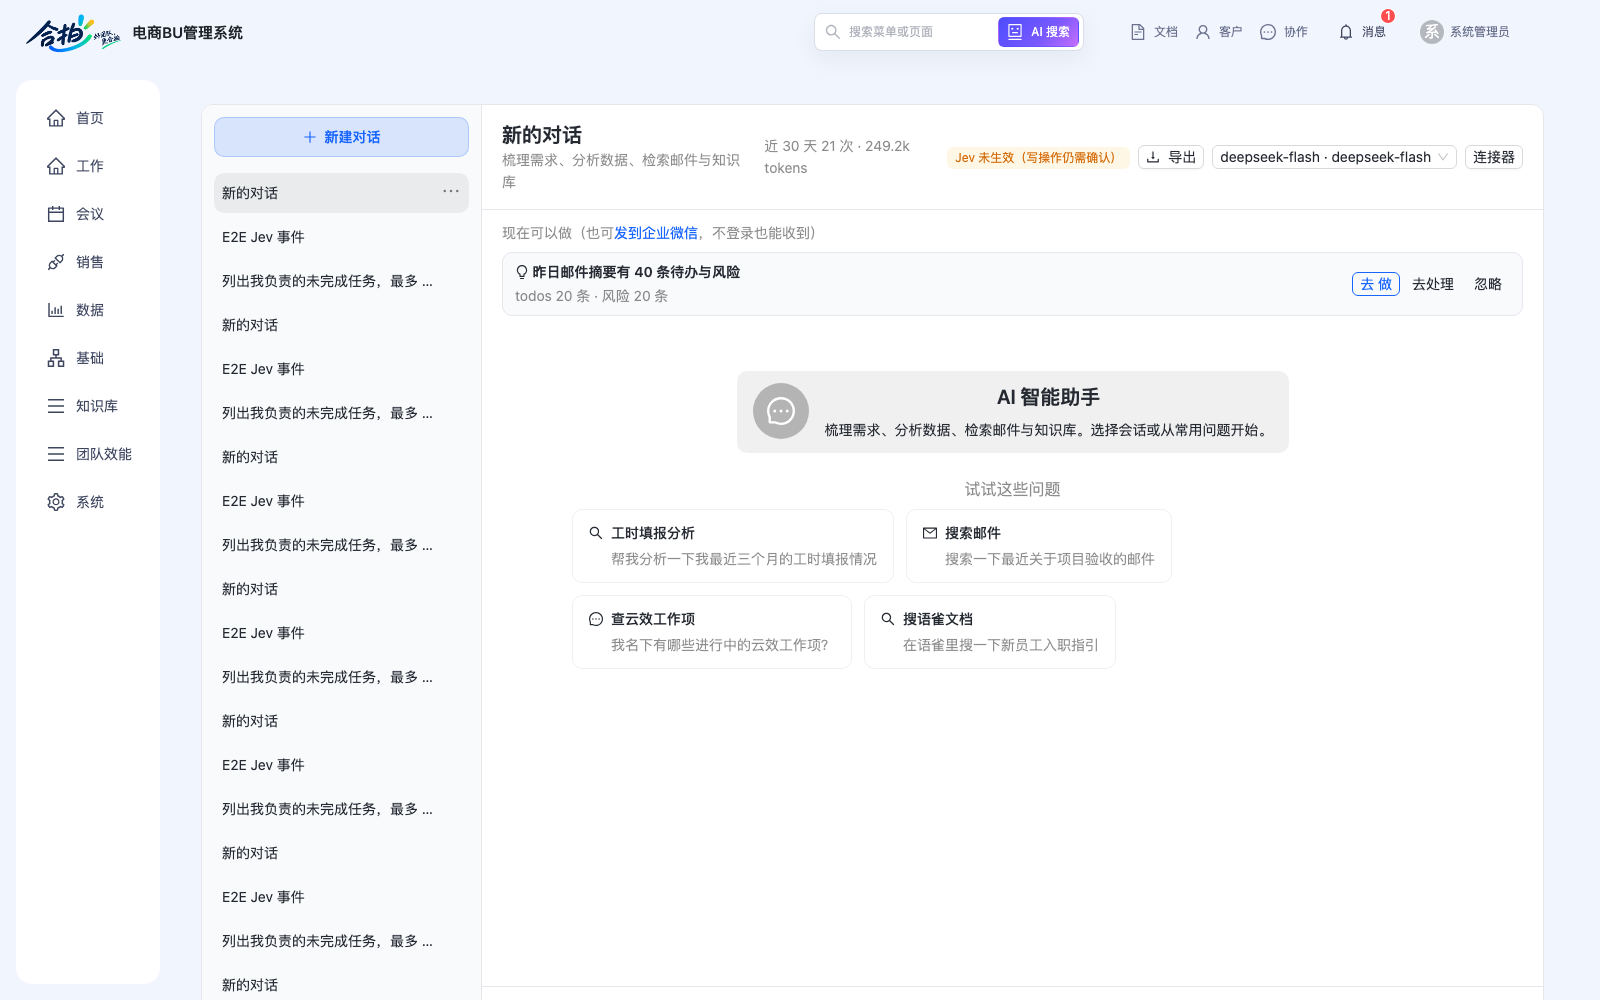 合拍
电商BU管理系统
搜索菜单或页面
AI 搜索
文档
客户
协作
消息
1
系
系统管理员
首页
工作
会议
销售
数据
基础
知识库
团队效能
系统
新建对话
新的对话
E2E Jev 事件
列出我负责的未完成任务，最多 ...
新的对话
E2E Jev 事件
列出我负责的未完成任务，最多 ...
新的对话
E2E Jev 事件
列出我负责的未完成任务，最多 ...
新的对话
E2E Jev 事件
列出我负责的未完成任务，最多 ...
新的对话
E2E Jev 事件
列出我负责的未完成任务，最多 ...
新的对话
E2E Jev 事件
列出我负责的未完成任务，最多 ...
新的对话
新的对话
梳理需求、分析数据、检索邮件与知识
库
近 30 天 21 次 · 249.2k
tokens
Jev 未生效（写操作仍需确认）
导出
deepseek-flash · deepseek-flash
连接器
现在可以做（也可发到企业微信，不登录也能收到）
昨日邮件摘要有 40 条待办与风险
todos 20 条 · 风险 20 条
去 做
去处理
忽略
AI 智能助手
梳理需求、分析数据、检索邮件与知识库。选择会话或从常用问题开始。
试试这些问题
工时填报分析
帮我分析一下我最近三个月的工时填报情况
搜索邮件
搜索一下最近关于项目验收的邮件
查云效工作项
我名下有哪些进行中的云效工作项?
搜语雀文档
在语雀里搜一下新员工入职指引